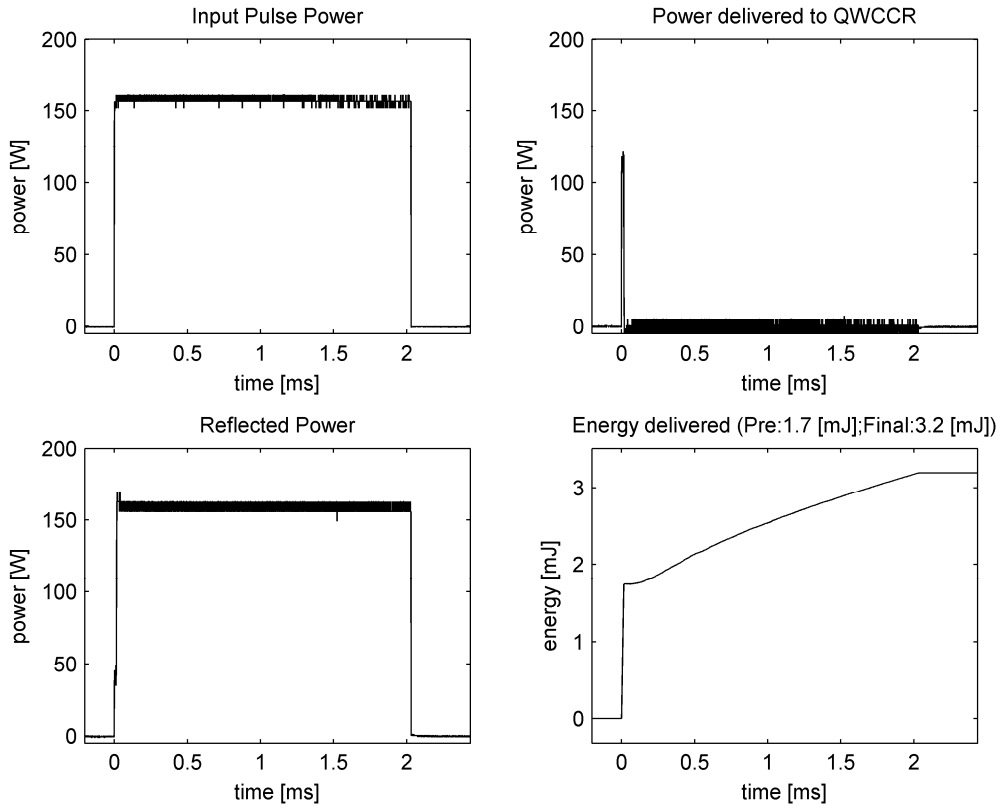 Input Pulse Power
200
150
100
50
0
power [W]
0 0.5 1 1.5 2
time [ms]
Power delivered to QWCCR
200
150
100
50
0
power [W]
0 0.5 1 1.5 2
time [ms]
Reflected Power
200
150
100
50
0
power [W]
0 0.5 1 1.5 2
time [ms]
Energy delivered (Pre:1.7 [mJ];Final:3.2 [mJ])
3
2
1
0
energy [mJ]
0 0.5 1 1.5 2
time [ms]